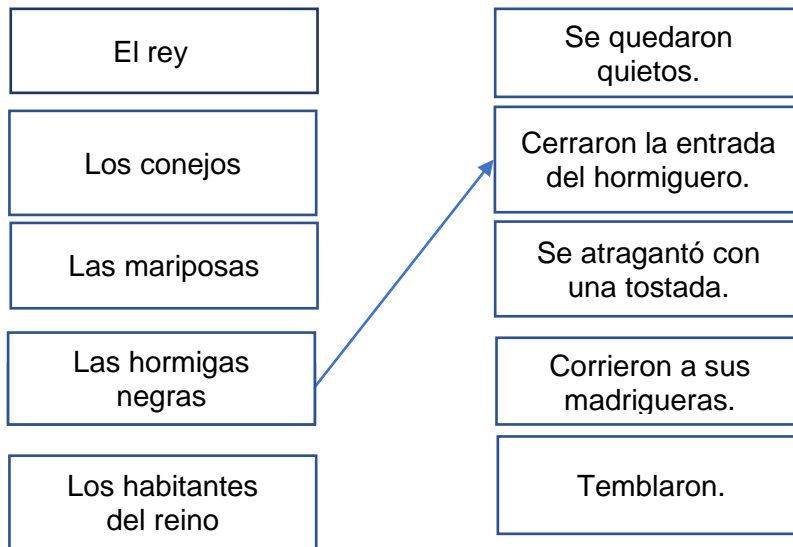 El rey
Los conejos
Las mariposas
Las hormigas
negras
Los habitantes
del reino
Se quedaron
quietos.
Cerraron la entrada
del hormiguero.
Se atragantó con
una tostada.
Corrieron a sus
madrigueras.
Temblaron.